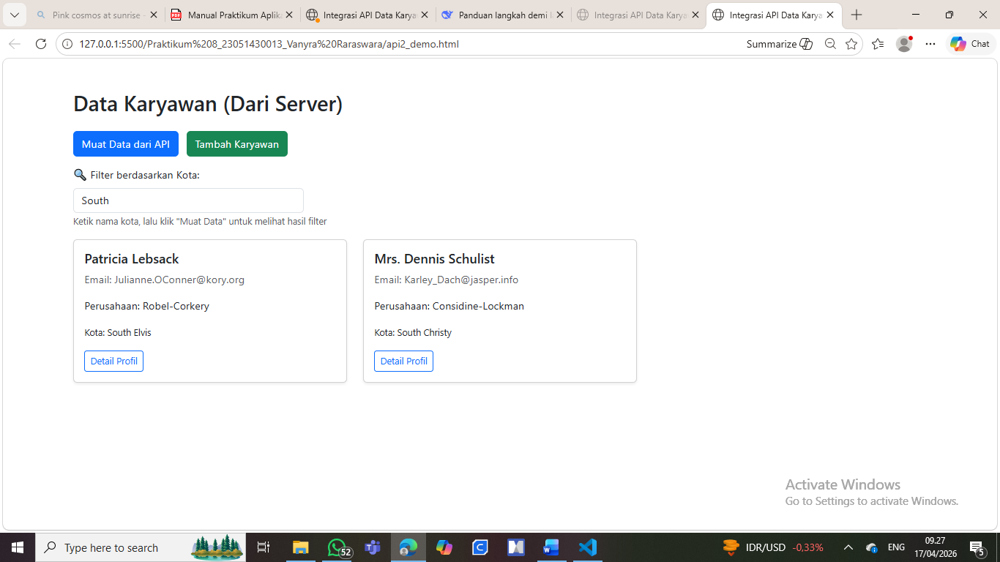 Pink cosmos at sunrise -
Manual Praktikum Aplika
Integrasi API Data Karya
Panduan langkah demi l
Integrasi API Data Karya
Integrasi API Data Karya
127.0.0.1:5500/Praktikum%208_23051430013_Vanyra%20Raraswara/api2_demo.html
Summarize
Chat
Data Karyawan (Dari Server)
Muat Data dari API
Tambah Karyawan
Filter berdasarkan Kota:
South
Ketik nama kota, lalu klik "Muat Data" untuk melihat hasil filter
Patricia Lebsack
Email: Julianne.OConner@kory.org
Perusahaan: Robel-Corkery
Kota: South Elvis
Detail Profil
Mrs. Dennis Schulist
Email: Karley_Dach@jasper.info
Perusahaan: Considine-Lockman
Kota: South Christy
Detail Profil
Activate Windows
Go to Settings to activate Windows.
Type here to search
52
IDR/USD -0,33%
ENG
09.27
17/04/2026
5